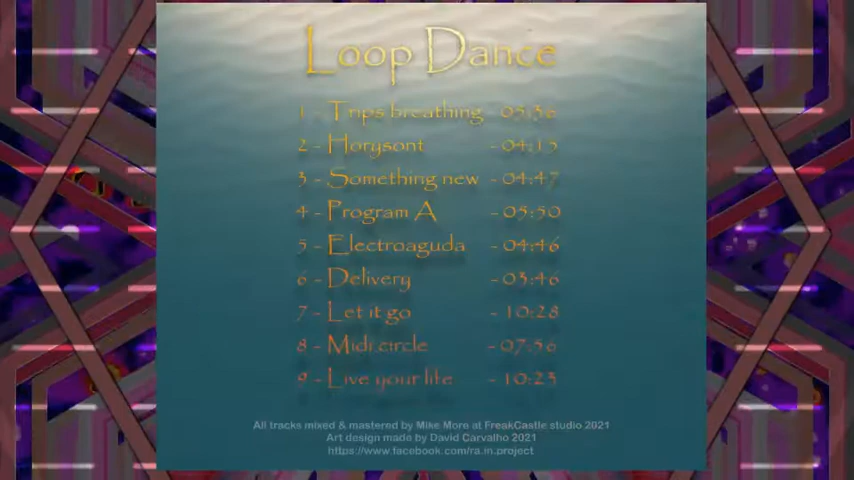 Loop Dance
1 - Trips breathing - 05:36
2 - Horysont - 04:15
3 - Something new - 04:47
4 - Program A - 05:50
5 - Electroaguda - 04:46
6 - Delivery - 03:46
7 - Let it go - 10:28
8 - Midi circle - 07:56
9 - Live your life - 10:23
All tracks mixed & mastered by Mike More at FreakCastle studio 2021
Art design made by David Carvalho 2021
https://www.facebook.com/ra.in.project